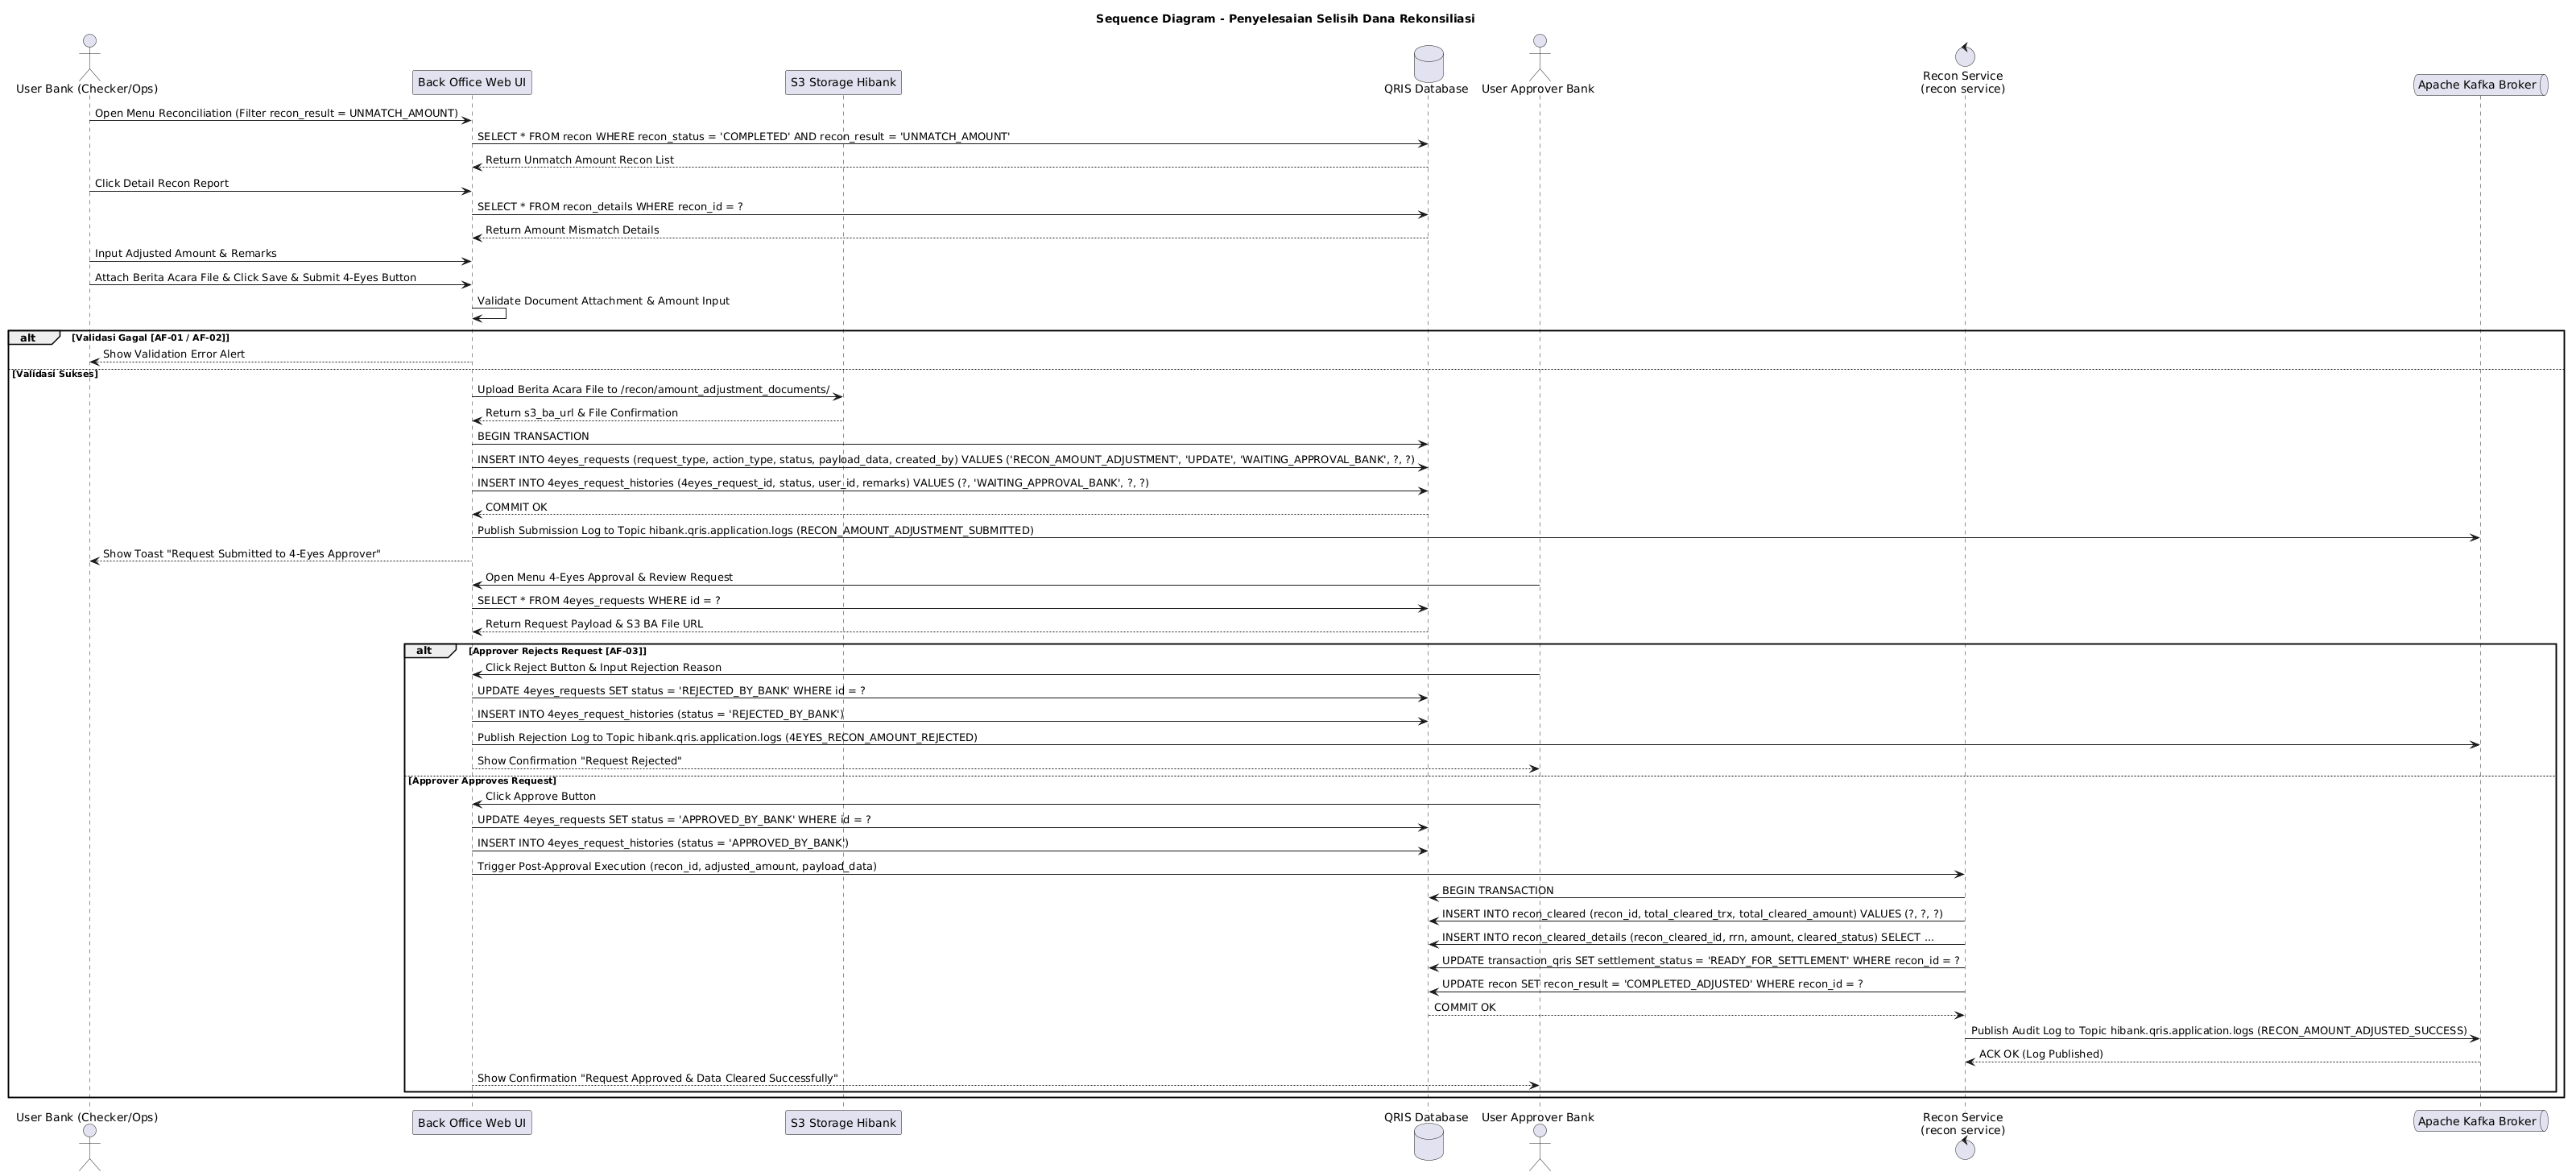 Sequence Diagram - Penyelesaian Selisih Dana Rekonsiliasi
User Bank (Checker/Ops)
Back Office Web UI
S3 Storage Hibank
QRIS Database
User Approver Bank
Recon Service
(recon service)
Apache Kafka Broker
Open Menu Reconciliation (Filter recon_result = UNMATCH_AMOUNT)
SELECT * FROM recon WHERE recon_status = 'COMPLETED' AND recon_result = 'UNMATCH_AMOUNT'
Return Unmatch Amount Recon List
Click Detail Recon Report
SELECT * FROM recon_details WHERE recon_id = ?
Return Amount Mismatch Details
Input Adjusted Amount & Remarks
Attach Berita Acara File & Click Save & Submit 4-Eyes Button
Validate Document Attachment & Amount Input
alt [Validasi Gagal [AF-01 / AF-02]]
Show Validation Error Alert
[Validasi Sukses]
Upload Berita Acara File to /recon/amount_adjustment_documents/
Return s3_ba_url & File Confirmation
BEGIN TRANSACTION
INSERT INTO 4eyes_requests (request_type, action_type, status, payload_data, created_by) VALUES ('RECON_AMOUNT_ADJUSTMENT', 'UPDATE', 'WAITING_APPROVAL_BANK', ?, ?)
INSERT INTO 4eyes_request_histories (4eyes_request_id, status, user_id, remarks) VALUES (?, 'WAITING_APPROVAL_BANK', ?, ?)
COMMIT OK
Publish Submission Log to Topic hibank.qris.application.logs (RECON_AMOUNT_ADJUSTMENT_SUBMITTED)
Show Toast "Request Submitted to 4-Eyes Approver"
Open Menu 4-Eyes Approval & Review Request
SELECT * FROM 4eyes_requests WHERE id = ?
Return Request Payload & S3 BA File URL
alt [Approver Rejects Request [AF-03]]
Click Reject Button & Input Rejection Reason
UPDATE 4eyes_requests SET status = 'REJECTED_BY_BANK' WHERE id = ?
INSERT INTO 4eyes_request_histories (status = 'REJECTED_BY_BANK')
Publish Rejection Log to Topic hibank.qris.application.logs (4EYES_RECON_AMOUNT_REJECTED)
Show Confirmation "Request Rejected"
[Approver Approves Request]
Click Approve Button
UPDATE 4eyes_requests SET status = 'APPROVED_BY_BANK' WHERE id = ?
INSERT INTO 4eyes_request_histories (status = 'APPROVED_BY_BANK')
Trigger Post-Approval Execution (recon_id, adjusted_amount, payload_data)
BEGIN TRANSACTION
INSERT INTO recon_cleared (recon_id, total_cleared_trx, total_cleared_amount) VALUES (?, ?, ?)
INSERT INTO recon_cleared_details (recon_cleared_id, rrn, amount, cleared_status) SELECT ...
UPDATE transaction_qris SET settlement_status = 'READY_FOR_SETTLEMENT' WHERE recon_id = ?
UPDATE recon SET recon_result = 'COMPLETED_ADJUSTED' WHERE recon_id = ?
COMMIT OK
Publish Audit Log to Topic hibank.qris.application.logs (RECON_AMOUNT_ADJUSTED_SUCCESS)
ACK OK (Log Published)
Show Confirmation "Request Approved & Data Cleared Successfully"
User Bank (Checker/Ops)
Back Office Web UI
S3 Storage Hibank
QRIS Database
User Approver Bank
Recon Service
(recon service)
Apache Kafka Broker